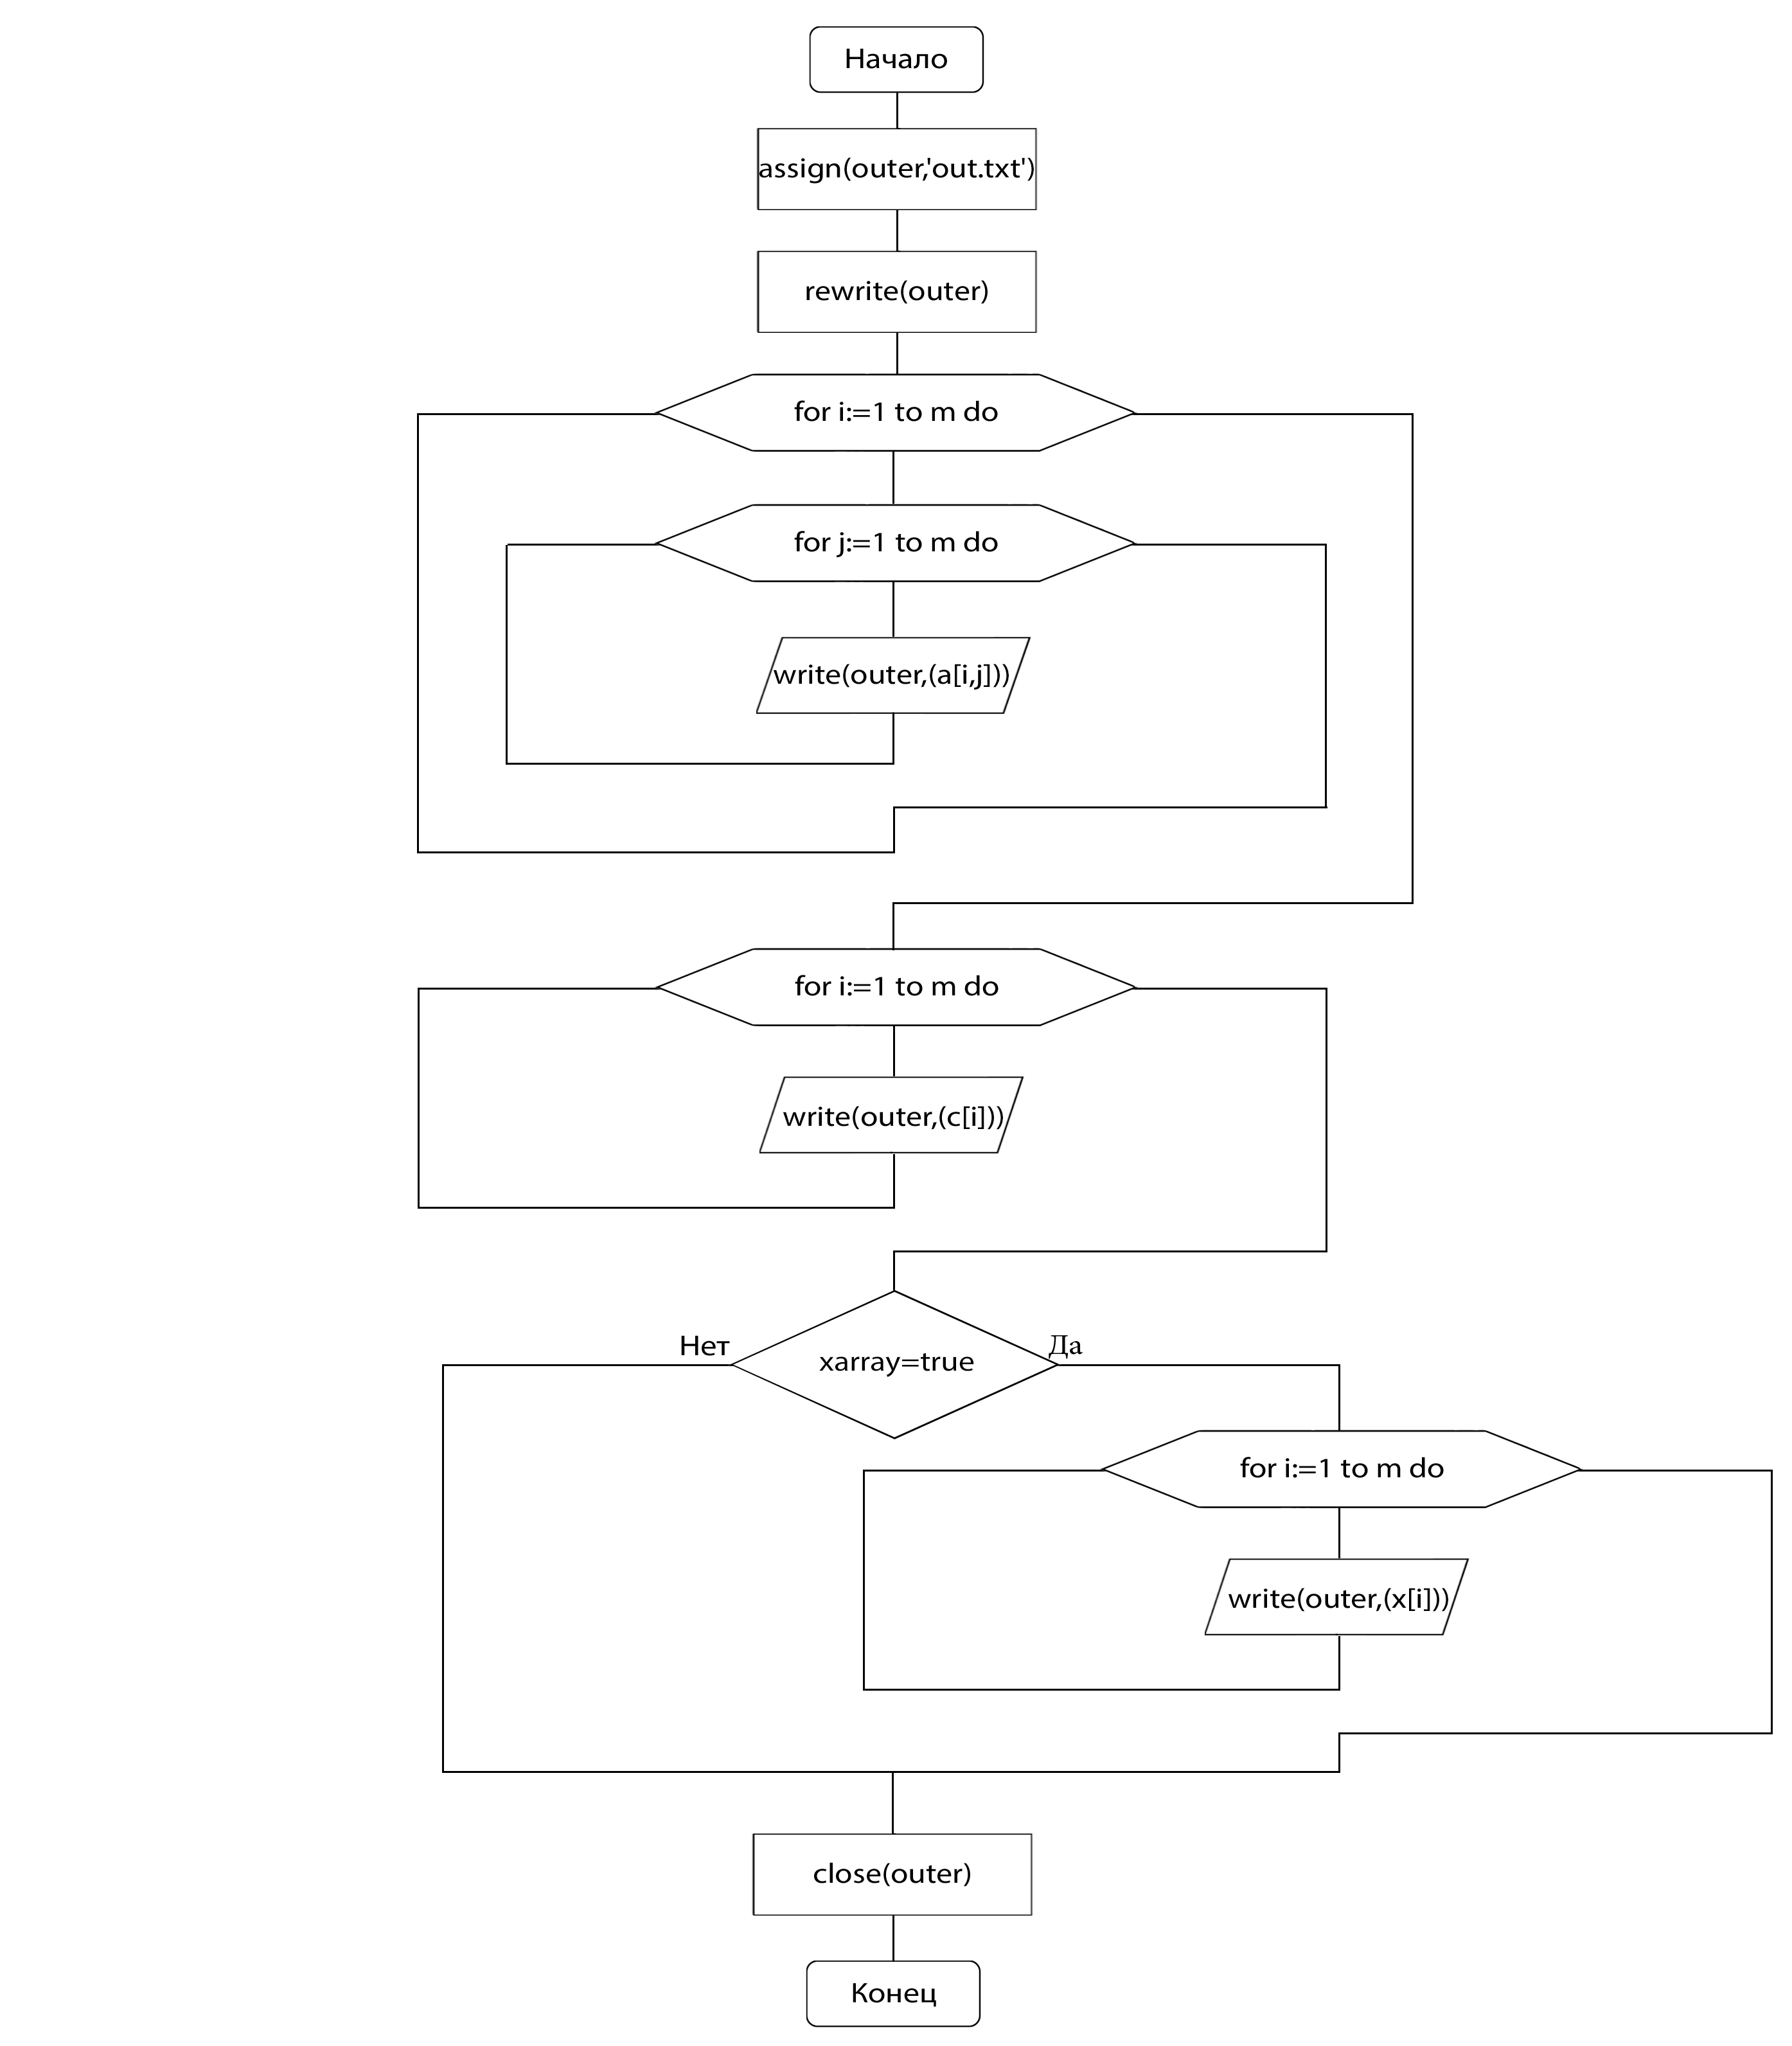 Начало
assign(outer,'out.txt')
rewrite(outer)
for i:=1 to m do
for j:=1 to m do
write(outer,(a[i,j]))
for i:=1 to m do
write(outer,(c[i]))
Нет
Да
xarray=true
for i:=1 to m do
write(outer,(x[i]))
close(outer)
Конец